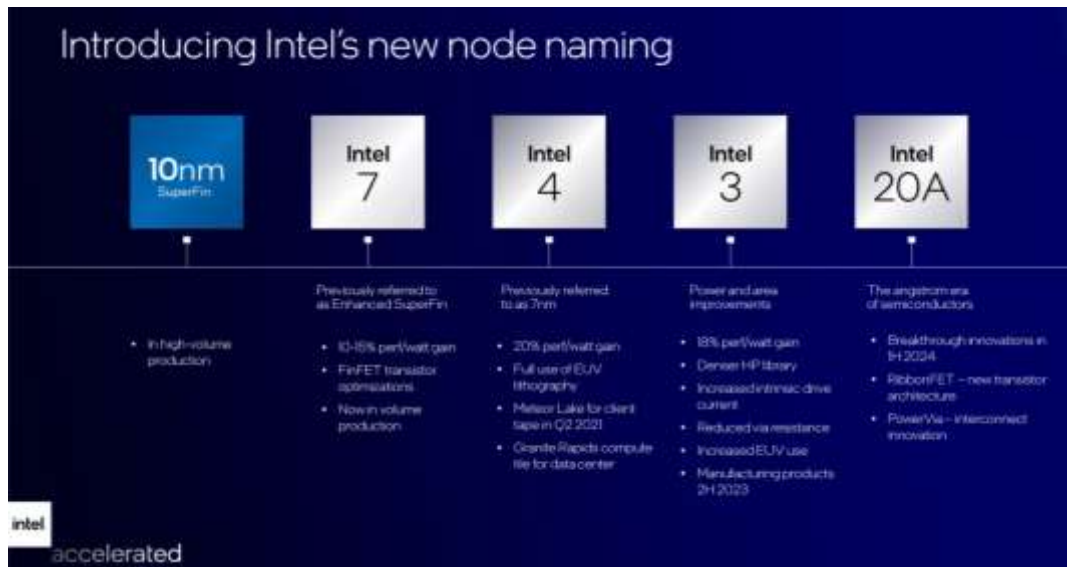 Introducing Intel's new node naming
10nm
SuperFin
Intel
7
Intel
4
Intel
3
Intel
20A
• In high-volume
production
Previously referred to
as Enhanced SuperFin
• 10-15% perf/watt gain
• FinFET transistor
optimizations
• Now in volume
production
Previously referred
to as 7nm
• 20% perf/watt gain
• Full use of EUV
lithography
• Meteor Lake for client
tape in Q2 2021
• Granite Rapids compute
tile for data center
Power and area
improvements
• 18% perf/watt gain
• Denser HP library
• Increased intrinsic drive
current
• Reduced via resistance
• Increased EUV use
• Manufacturing products
2H 2023
The angstrom era
of semiconductors
• Breakthrough innovations in
1H 2024
• RibbonFET – new transistor
architecture
• PowerVia – interconnect
innovation
intel
accelerated